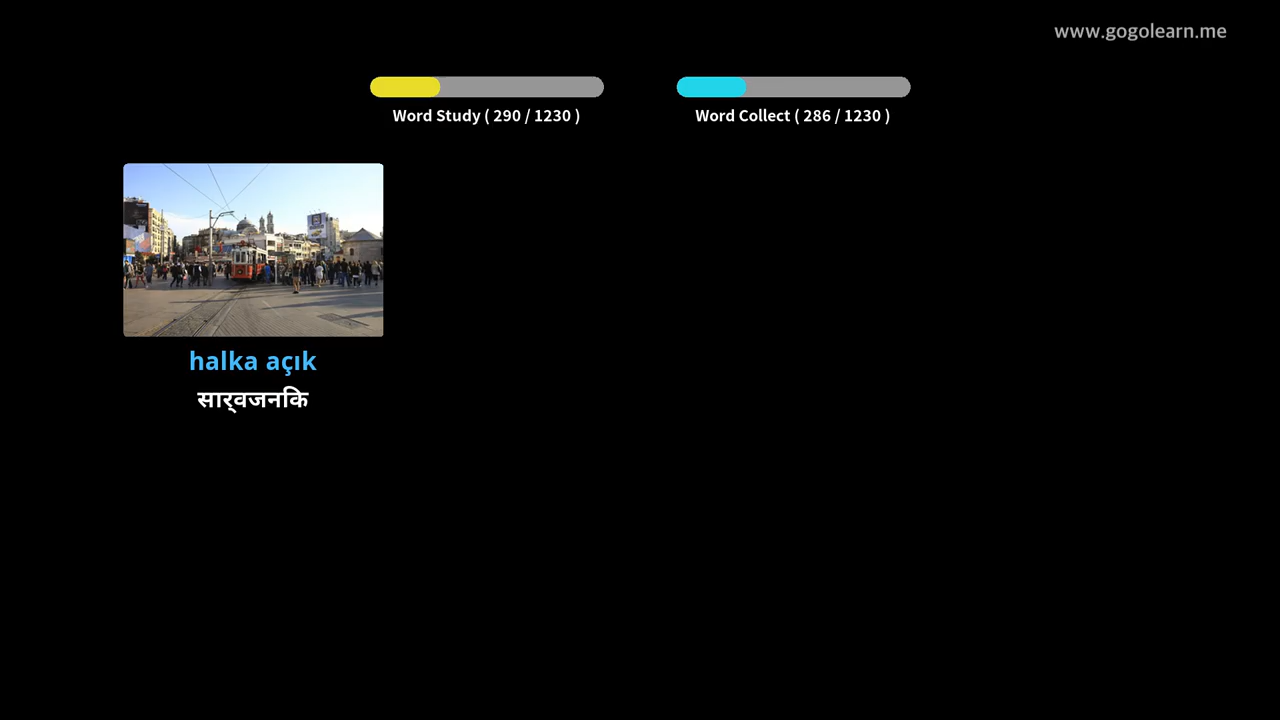 www.gogolearn.me
Word Study ( 290 / 1230 )
Word Collect ( 286 / 1230 )
halka açık
सार्‌वजनकि